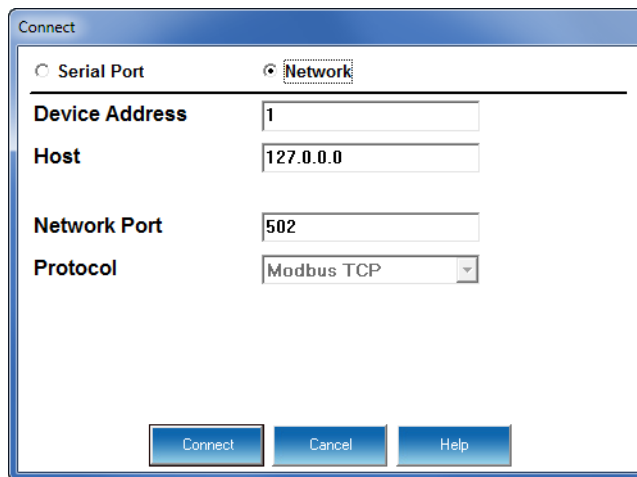 Connect
Serial Port Network
Device Address 1
Host 127.0.0.0
Network Port 502
Protocol Modbus TCP
Connect Cancel Help